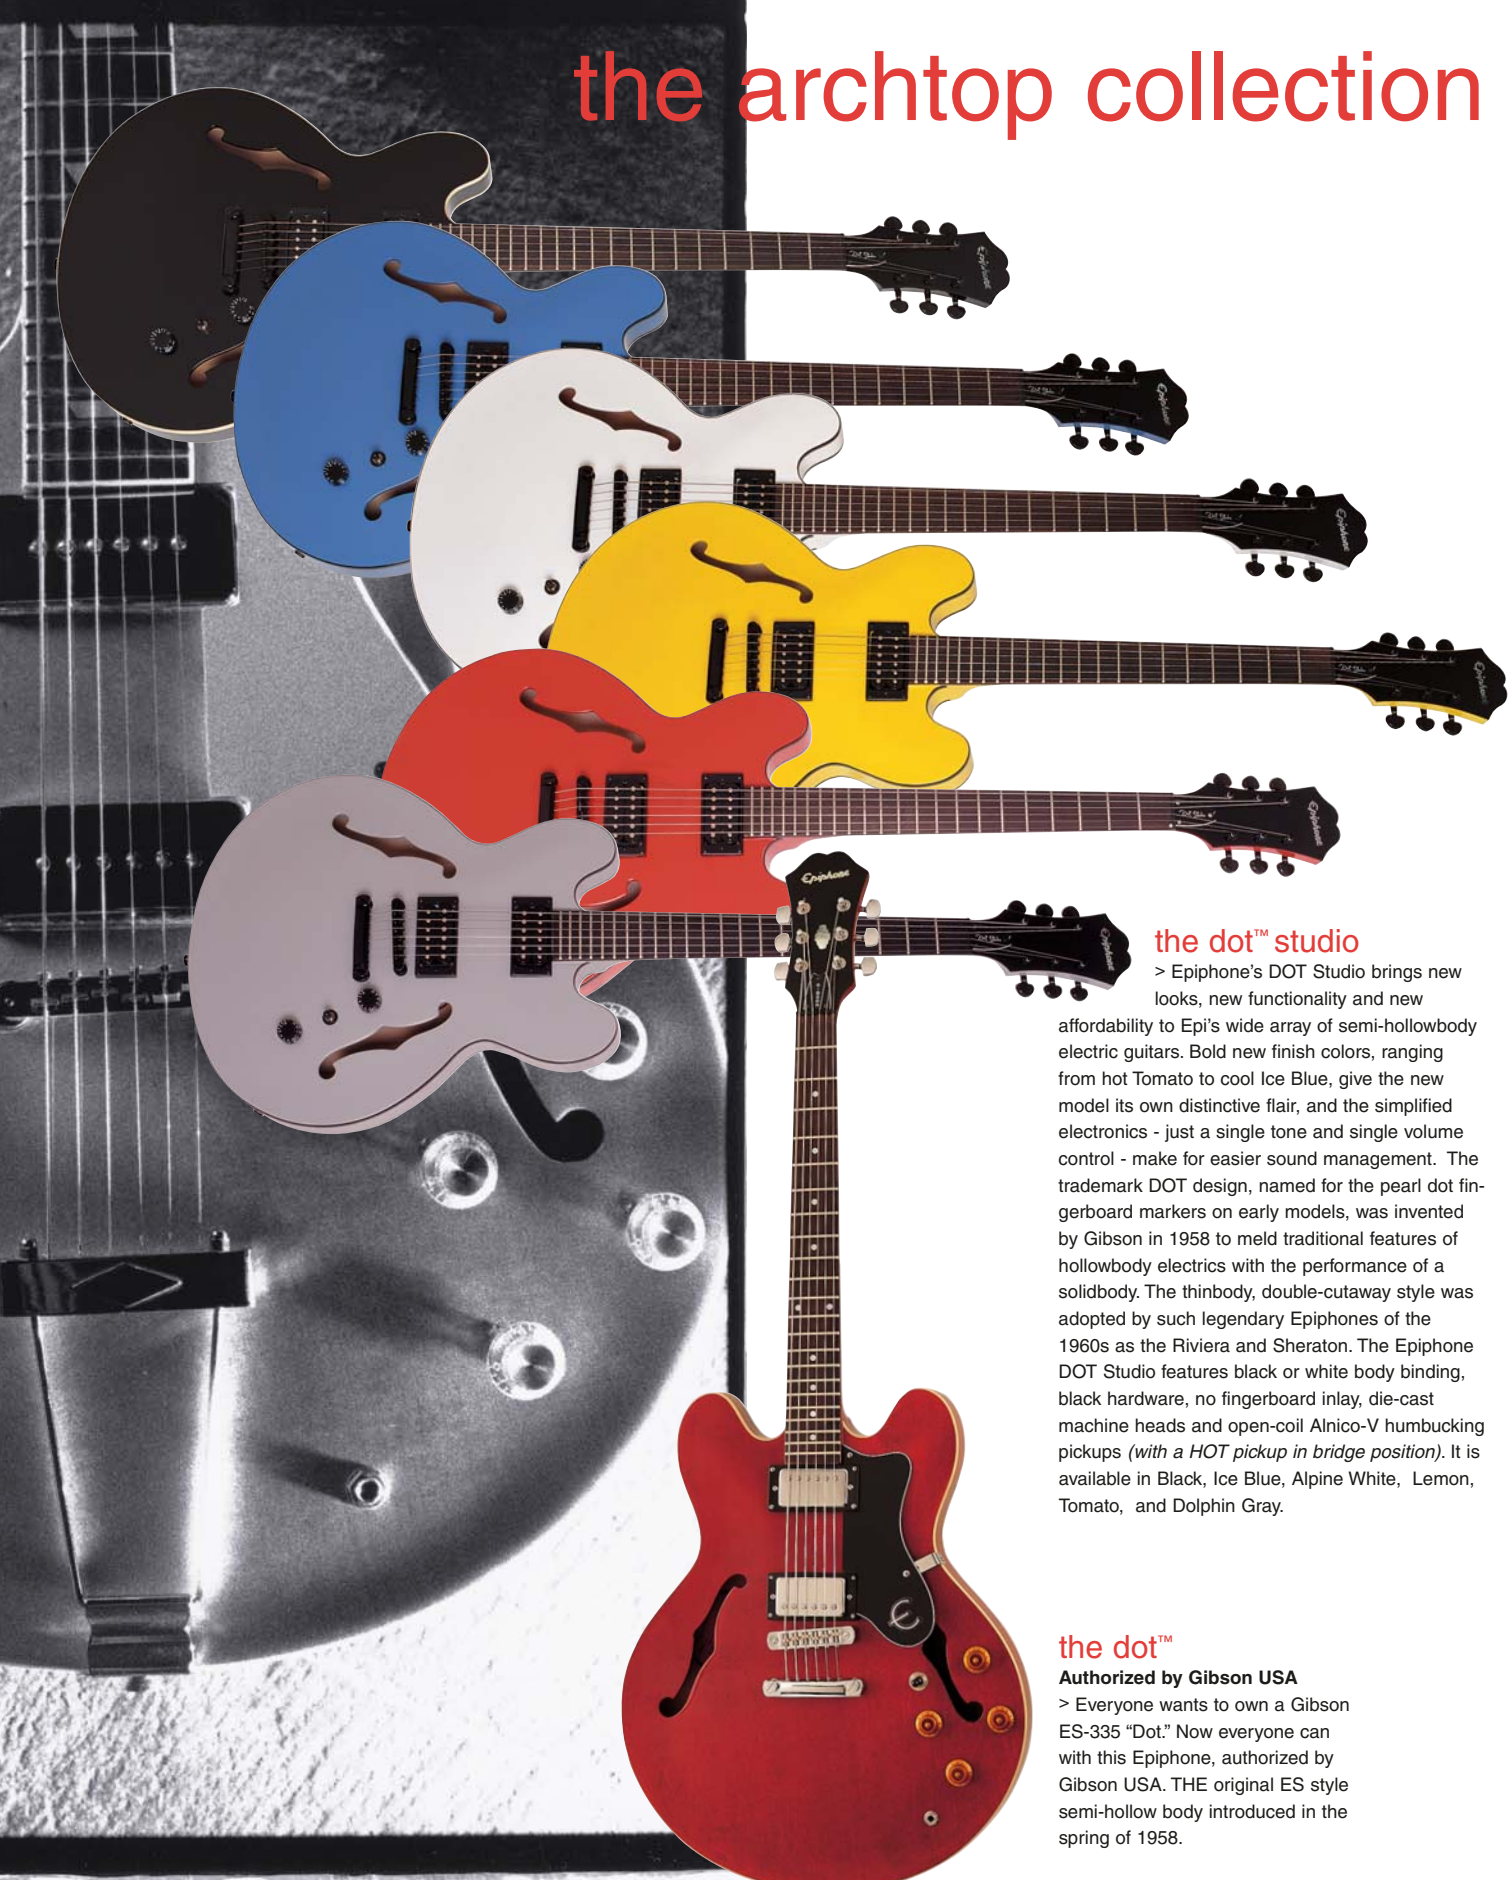 the archtop collection
Epiphone
Epiphone
Epiphone
Epiphone
Epiphone
Epiphone
Epiphone
the dot™ studio
> Epiphone's DOT Studio brings new
looks, new functionality and new
affordability to Epi's wide array of semi-hollowbody
electric guitars. Bold new finish colors, ranging
from hot Tomato to cool Ice Blue, give the new
model its own distinctive flair, and the simplified
electronics - just a single tone and single volume
control - make for easier sound management. The
trademark DOT design, named for the pearl dot fin-
gerboard markers on early models, was invented
by Gibson in 1958 to meld traditional features of
hollowbody electrics with the performance of a
solidbody. The thinbody, double-cutaway style was
adopted by such legendary Epiphones of the
1960s as the Riviera and Sheraton. The Epiphone
DOT Studio features black or white body binding,
black hardware, no fingerboard inlay, die-cast
machine heads and open-coil Alnico-V humbucking
pickups (with a HOT pickup in bridge position). It is
available in Black, Ice Blue, Alpine White, Lemon,
Tomato, and Dolphin Gray.
the dot™
Authorized by Gibson USA
> Everyone wants to own a Gibson
ES-335 “Dot.” Now everyone can
with this Epiphone, authorized by
Gibson USA. THE original ES style
semi-hollow body introduced in the
spring of 1958.